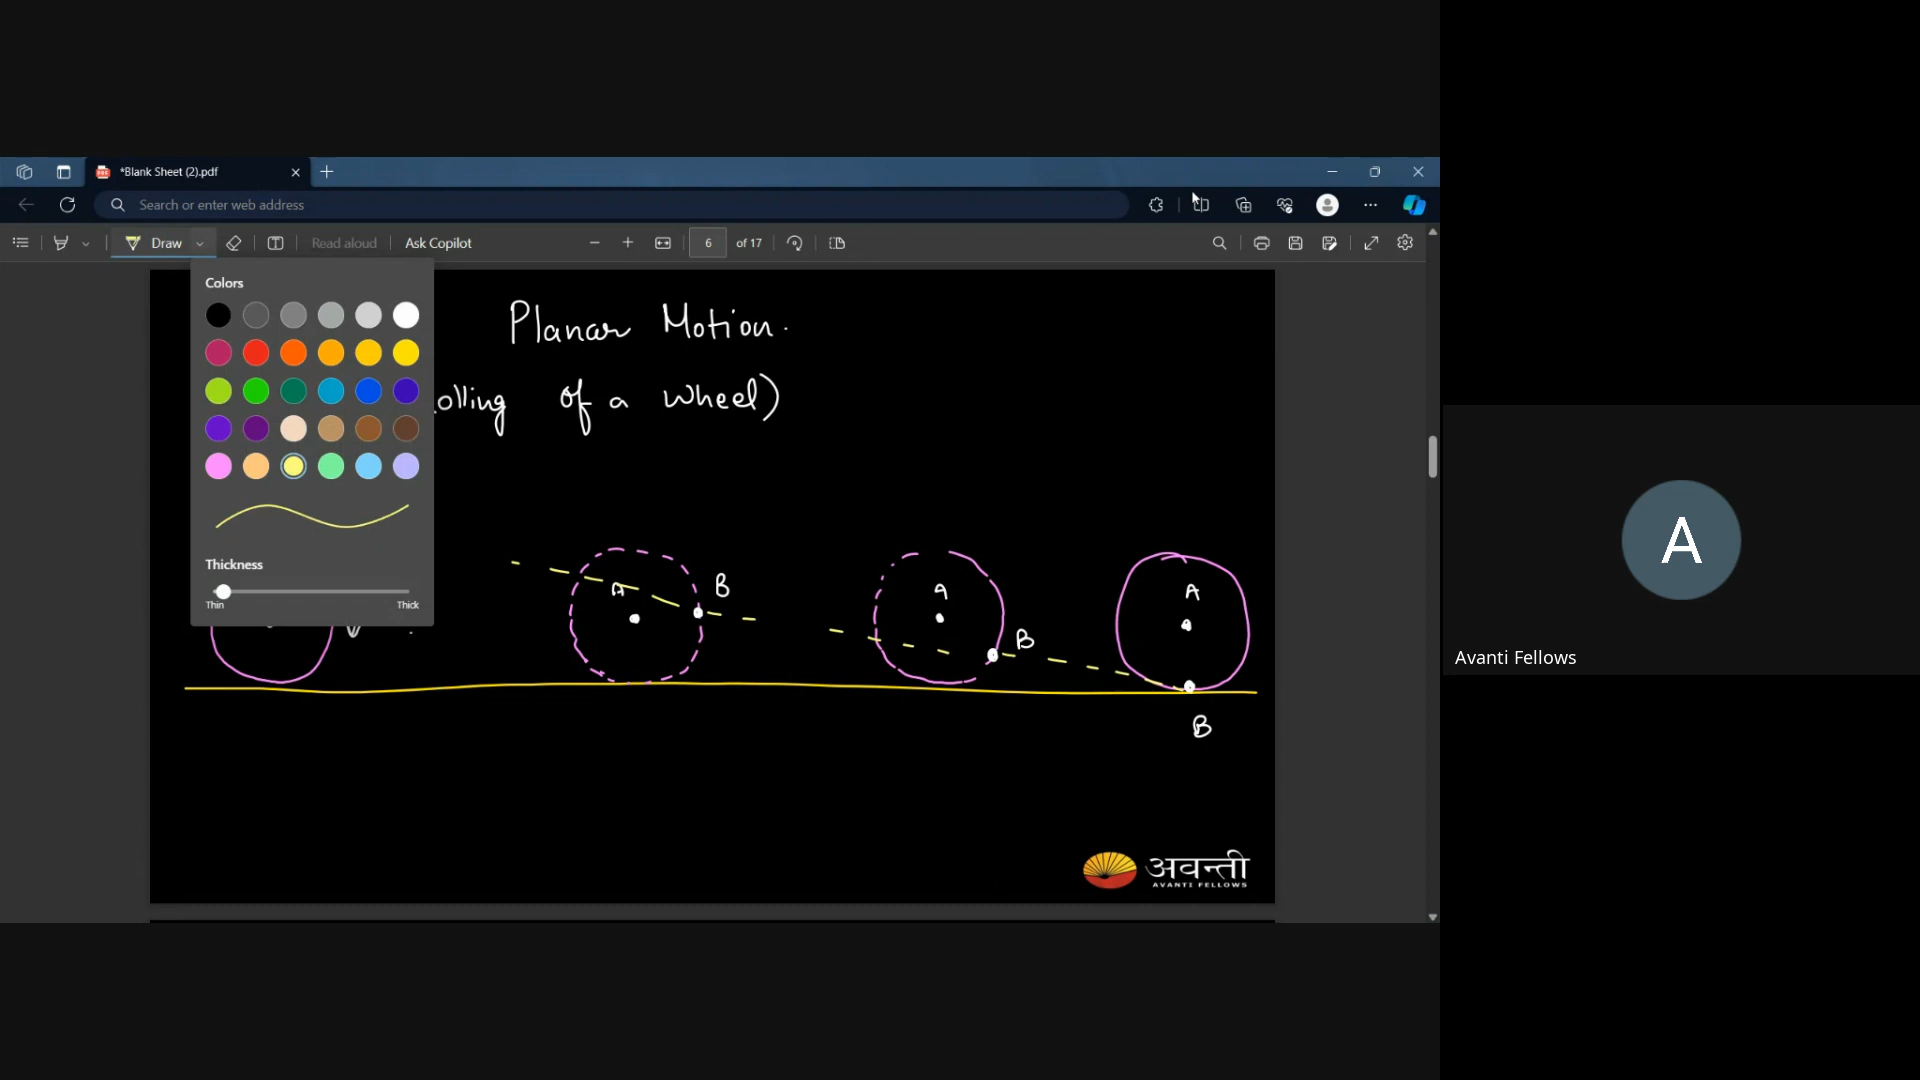 *Blank Sheet (2).pdf
Search or enter web address
Draw
Read aloud
Ask Copilot
6 of 17
Colors
Thickness
Thin Thick
Planar Motion.
olling of a wheel)
A B
A B
A
B
अवन्ती
AVANTI FELLOWS
A
Avanti Fellows